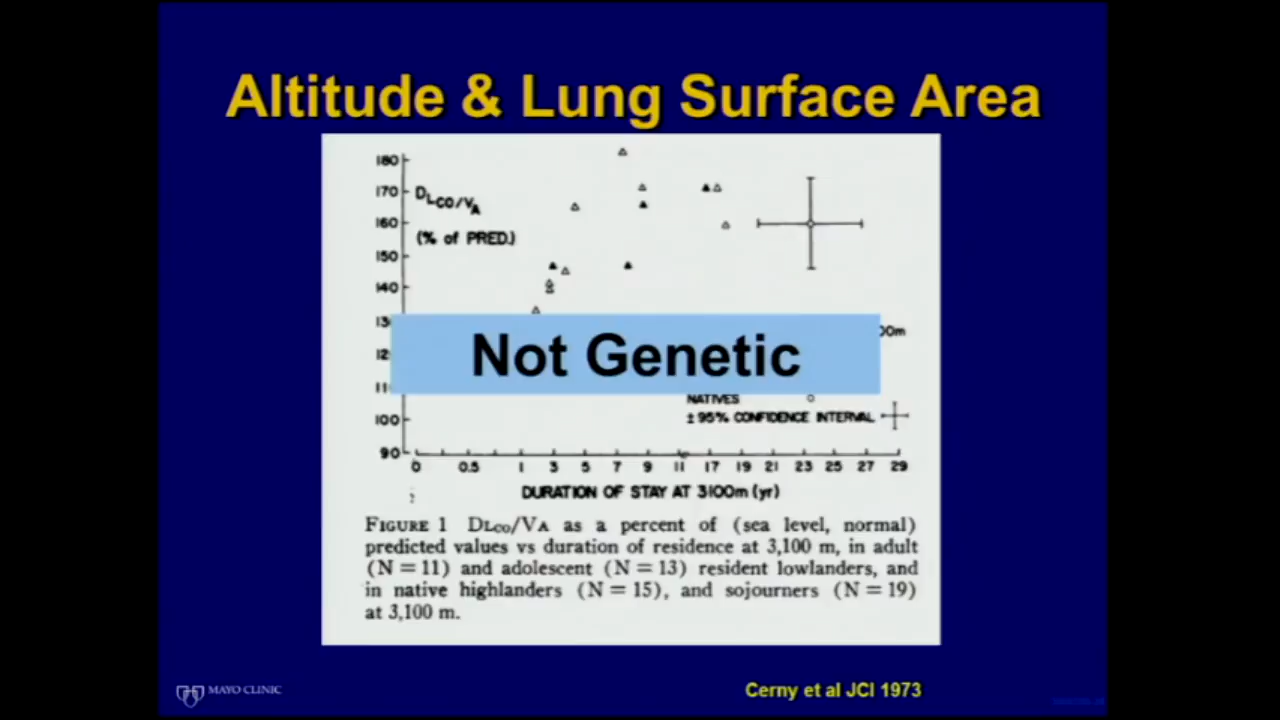 Altitude & Lung Surface Area
180
170
160
150
140
13
12
11
100
90
DLCO/VA
(% of PRED.)
Not Genetic
00m
NATIVES
±95% CONFIDENCE INTERVAL
0 0.5 1 3 5 7 9 11 17 19 21 23 25 27 29
DURATION OF STAY AT 3100m (yr)
FIGURE 1 DLCO/VA as a percent of (sea level, normal)
predicted values vs duration of residence at 3,100 m, in adult
(N = 11) and adolescent (N = 13) resident lowlanders, and
in native highlanders (N = 15), and sojourners (N = 19)
at 3,100 m.
MAYO CLINIC
Cerny et al JCI 1973